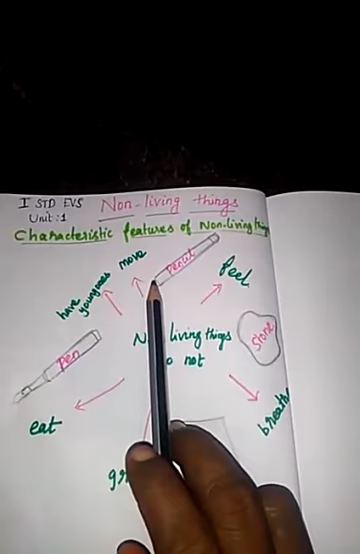 I STD EVS Non-living things
Unit:1
Characteristic features of Non-living things
move
Pencil
feel
have
young ones
Pen
living things
not
Stone
eat
breathe